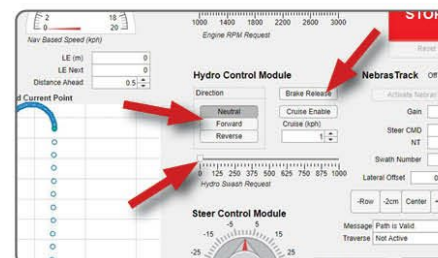 2
0
18
20
Nav Based Speed (kph)
LE (m) 0
LE Next 0
Distance Ahead 0.5
d Current Point
1000 1400 1800 2200 2600 3000
Engine RPM Request
STOP
Reset
Hydro Control Module
Direction
Neutral
Forward
Reverse
Brake Release
Cruise Enable
Cruise (kph)
1
0 125 250 375 500 625 750 875 1000
Hydro Swash Request
Steer Control Module
-25
-15
-5
5
15
25
NebrasTrack Off
Activate Nebras
Gain
Steer CMD
NT
Swath Number
Lateral Offset 0
-Row -2cm Center
Message Path is Valid
Traverse Not Active